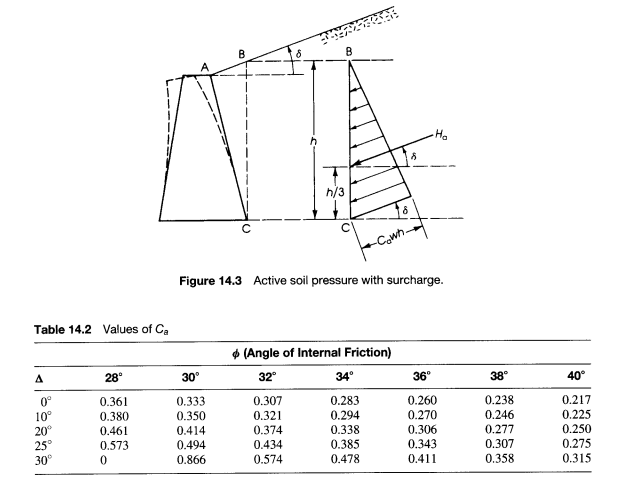 B
δ
A
B
h
H_a
δ
h/3
C
C
δ
C_a wh
Figure 14.3 Active soil pressure with surcharge.
Table 14.2 Values of C_a
ϕ (Angle of Internal Friction)
Δ 28° 30° 32° 34° 36° 38° 40°
0° 0.361 0.333 0.307 0.283 0.260 0.238 0.217
10° 0.380 0.350 0.321 0.294 0.270 0.246 0.225
20° 0.461 0.414 0.374 0.338 0.306 0.277 0.250
25° 0.573 0.494 0.434 0.385 0.343 0.307 0.275
30° 0 0.866 0.574 0.478 0.411 0.358 0.315